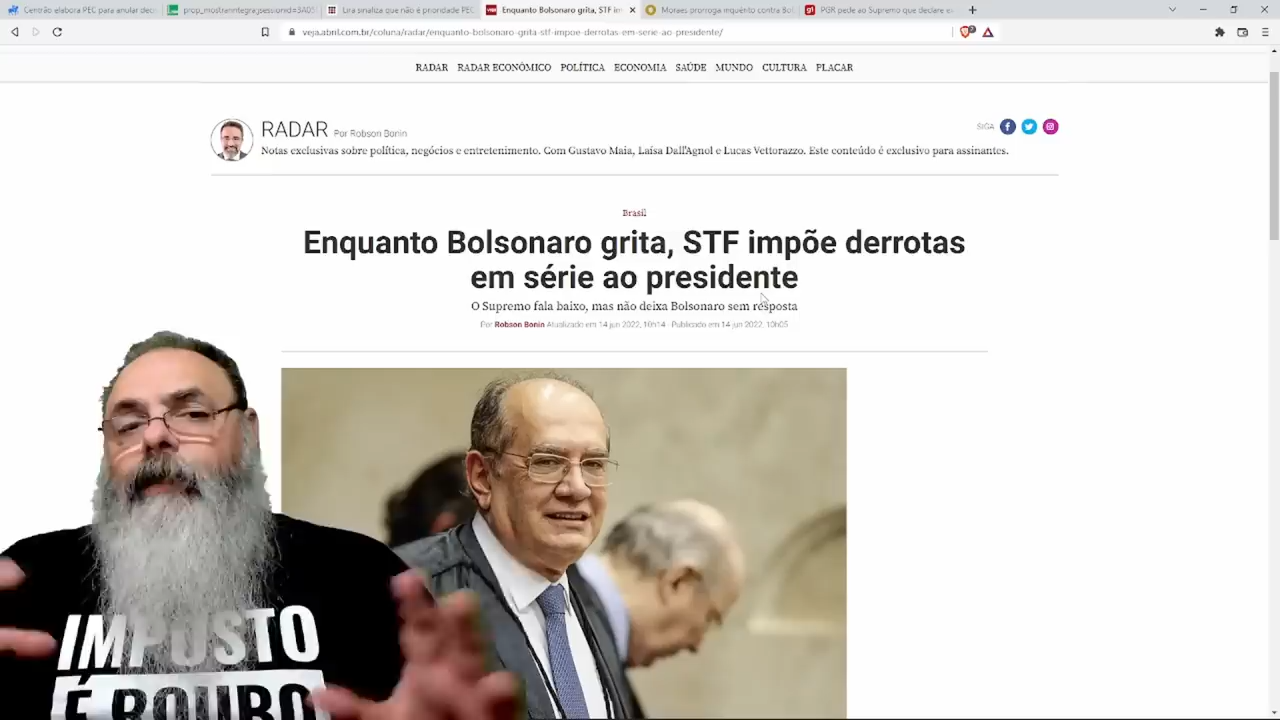 Centrão elabora PEC para anular decis
prop_mostrarintegra;jsessionid=3A05
Lira sinaliza que não é prioridade PEC
Enquanto Bolsonaro grita, STF im
Moraes prorroga inquérito contra Bol
PGR pede ao Supremo que declare ex
veja.abril.com.br/coluna/radar/enquanto-bolsonaro-grita-stf-impoe-derrotas-em-serie-ao-presidente/
RADAR RADAR ECONÔMICO POLÍTICA ECONOMIA SAÚDE MUNDO CULTURA PLACAR
RADAR Por Robson Bonin
SIGA
Notas exclusivas sobre política, negócios e entretenimento. Com Gustavo Maia, Laísa Dall'Agnol e Lucas Vettorazzo. Este conteúdo é exclusivo para assinantes.
Brasil
Enquanto Bolsonaro grita, STF impõe derrotas
em série ao presidente
O Supremo fala baixo, mas não deixa Bolsonaro sem resposta
Por Robson Bonin Atualizado em 14 jun 2022, 10h14 - Publicado em 14 jun 2022, 10h05
IMPOSTO
É ROUBO